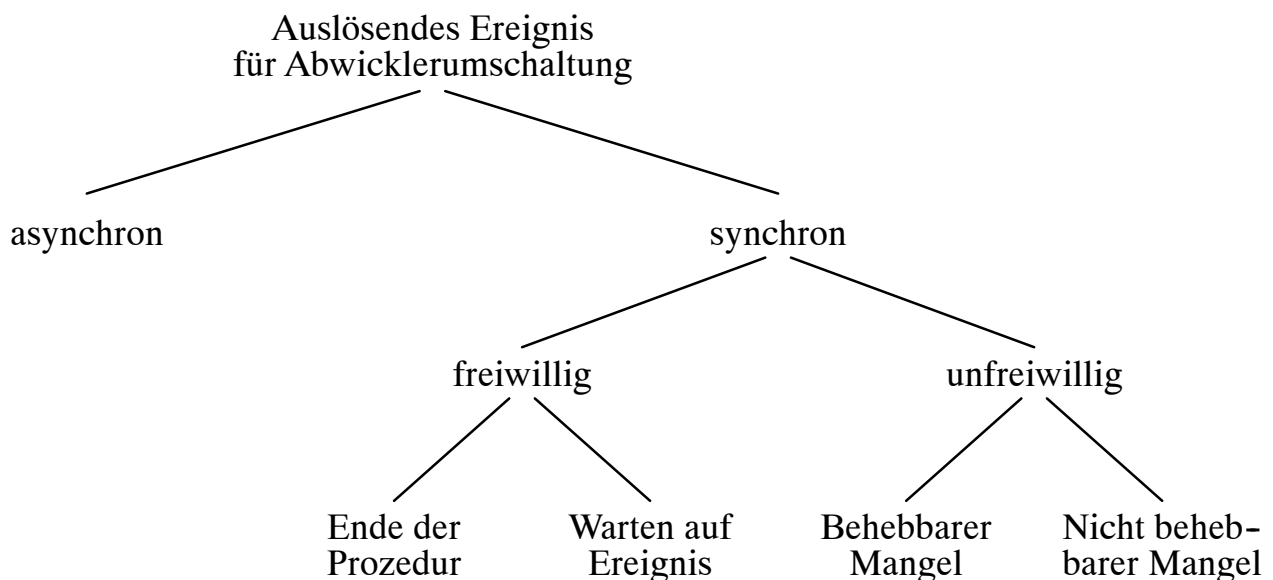 Auslösendes Ereignis
für Abwicklerumschaltung
asynchron
synchron
freiwillig
unfreiwillig
Ende der
Prozedur
Warten auf
Ereignis
Behebbarer
Mangel
Nicht beheb-
barer Mangel